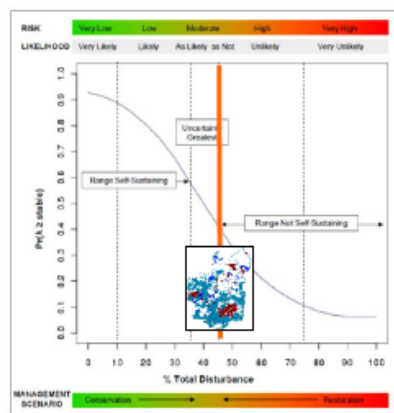 RISK Very Low Low Moderate High Very High
LIKELIHOOD Very Likely Likely As Likely as Not Unlikely Very Unlikely
Pr(λ ≥ stable)
1.0
0.9
0.8
0.7
0.6
0.5
0.4
0.3
0.2
0.1
0.0
Range Self-Sustaining
Range Not Self-Sustaining
0 10 20 30 40 50 60 70 80 90 100
% Total Disturbance
MANAGEMENT
SCENARIO
Conservation Restoration